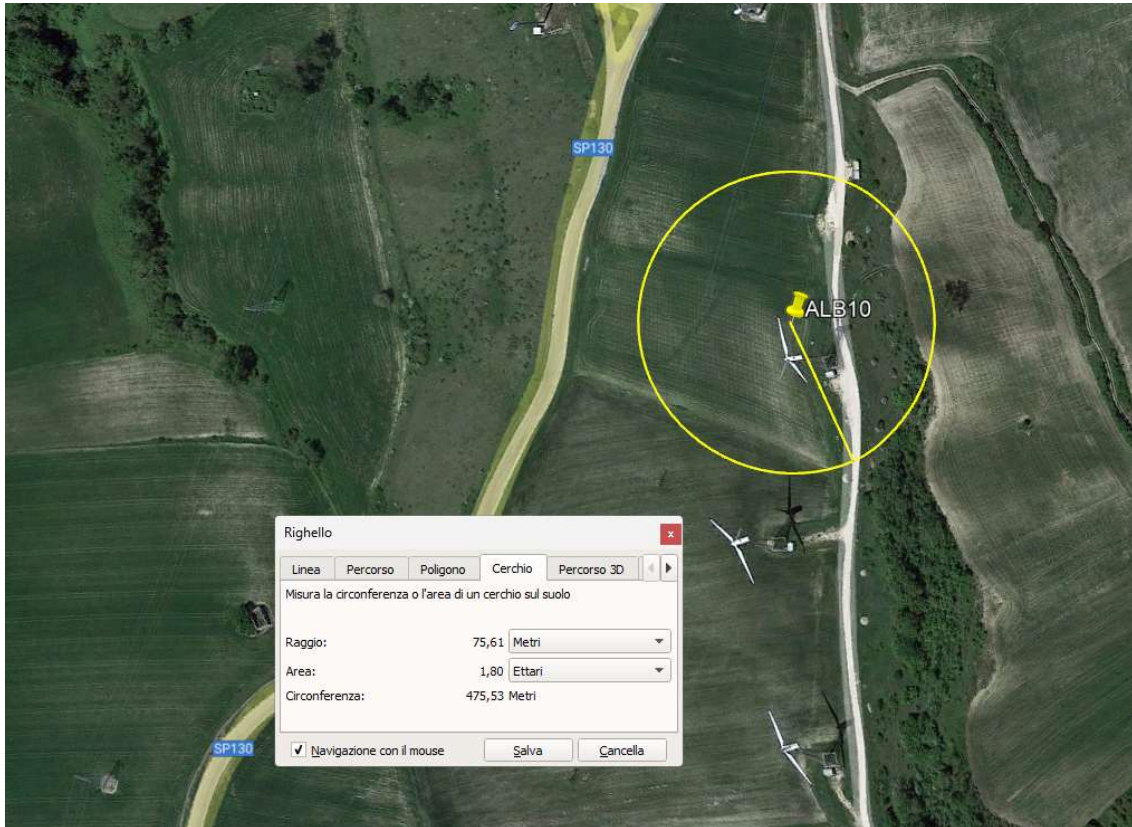 SP130
ALB10
Righello
x
Linea Percorso Poligono Cerchio Percorso 3D
Misura la circonferenza o l'area di un cerchio sul suolo
Raggio: 75,61 Metri
Area: 1,80 Ettari
Circonferenza: 475,53 Metri
Navigazione con il mouse Salva Cancella
SP130